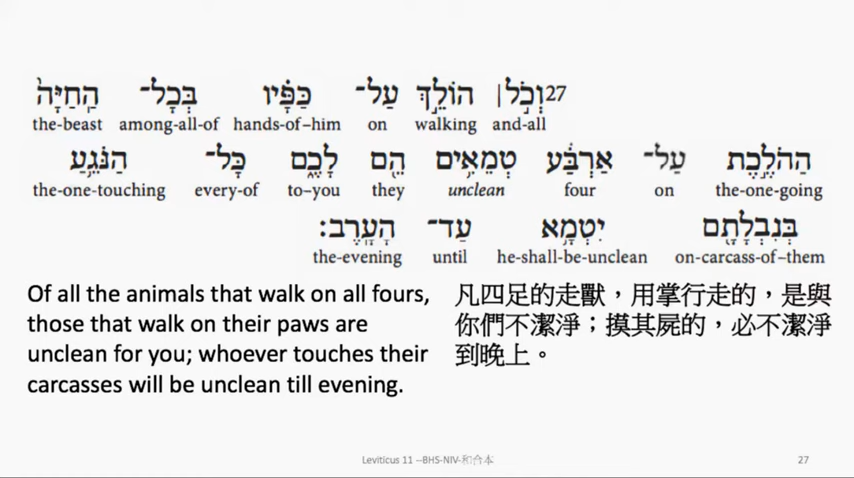 27וְכֹ֣ל׀ הוֹלֵ֣ךְ עַל־ כַּפָּ֗יו בְּכָל־ הַֽחַיָּה֙
and-all walking on hands-of–him among-all-of the-beast
הַהֹלֶ֣כֶת עַל־ אַרְבַּ֔ע טְמֵאִ֥ים הֵ֖ם לָכֶ֑ם כָּל־ הַנֹּגֵ֥עַ
the-one-going on four unclean they to–you every-of the-one-touching
בְּנִבְלָתָ֖ם יִטְמָ֥א עַד־ הָעָֽרֶב׃
on-carcass-of–them he-shall-be-unclean until the-evening
Of all the animals that walk on all fours,
those that walk on their paws are
unclean for you; whoever touches their
carcasses will be unclean till evening.
凡四足的走獸，用掌行走的，是與
你們不潔淨；摸其屍的，必不潔淨
到晚上。
Leviticus 11 --BHS-NIV-和合本
27